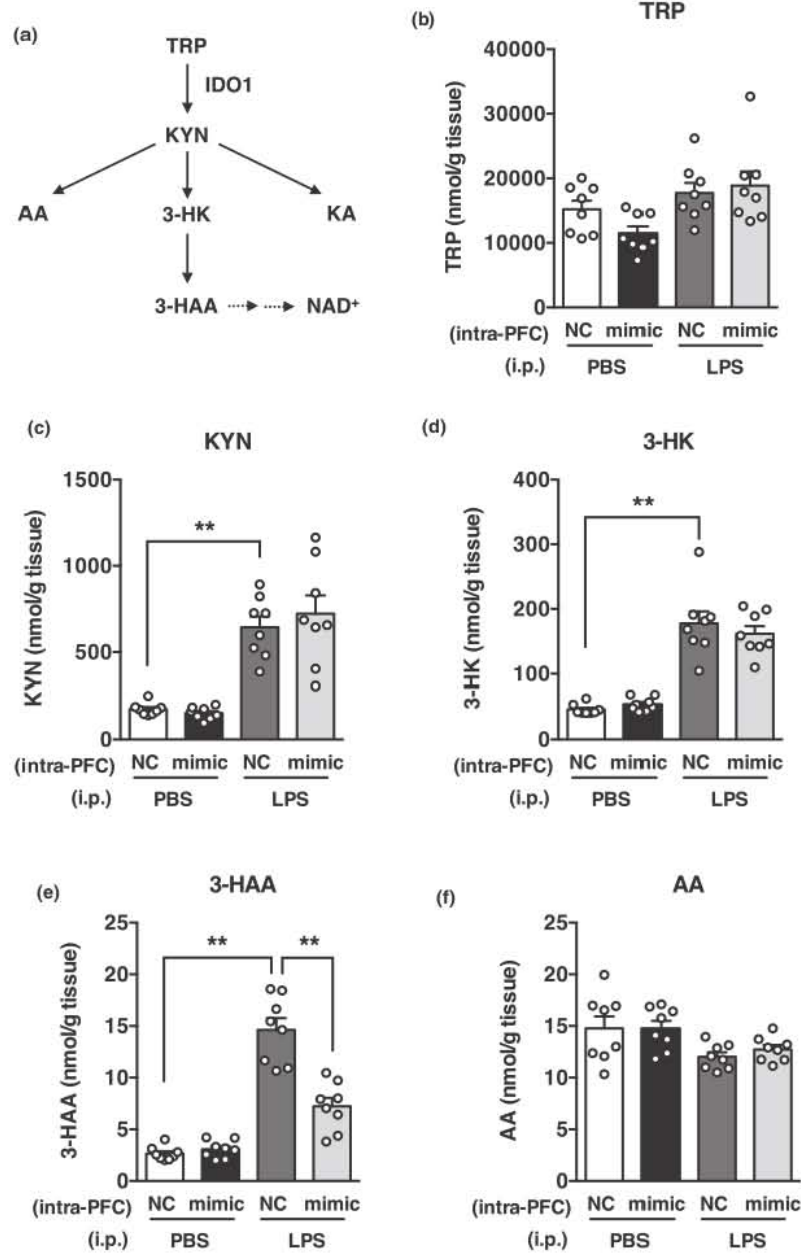 (a)
TRP
IDO1
KYN
AA 3-HK KA
3-HAA NAD⁺
(b)
TRP
TRP (nmol/g tissue)
40000
30000
20000
10000
0
(intra-PFC) NC mimic NC mimic
(i.p.) PBS LPS
(c)
KYN
KYN (nmol/g tissue)
1500
1000
500
0
**
(intra-PFC) NC mimic NC mimic
(i.p.) PBS LPS
(d)
3-HK
3-HK (nmol/g tissue)
400
300
200
100
0
**
(intra-PFC) NC mimic NC mimic
(i.p.) PBS LPS
(e)
3-HAA
3-HAA (nmol/g tissue)
25
20
15
10
5
0
** **
(intra-PFC) NC mimic NC mimic
(i.p.) PBS LPS
(f)
AA
AA (nmol/g tissue)
25
20
15
10
5
0
(intra-PFC) NC mimic NC mimic
(i.p.) PBS LPS